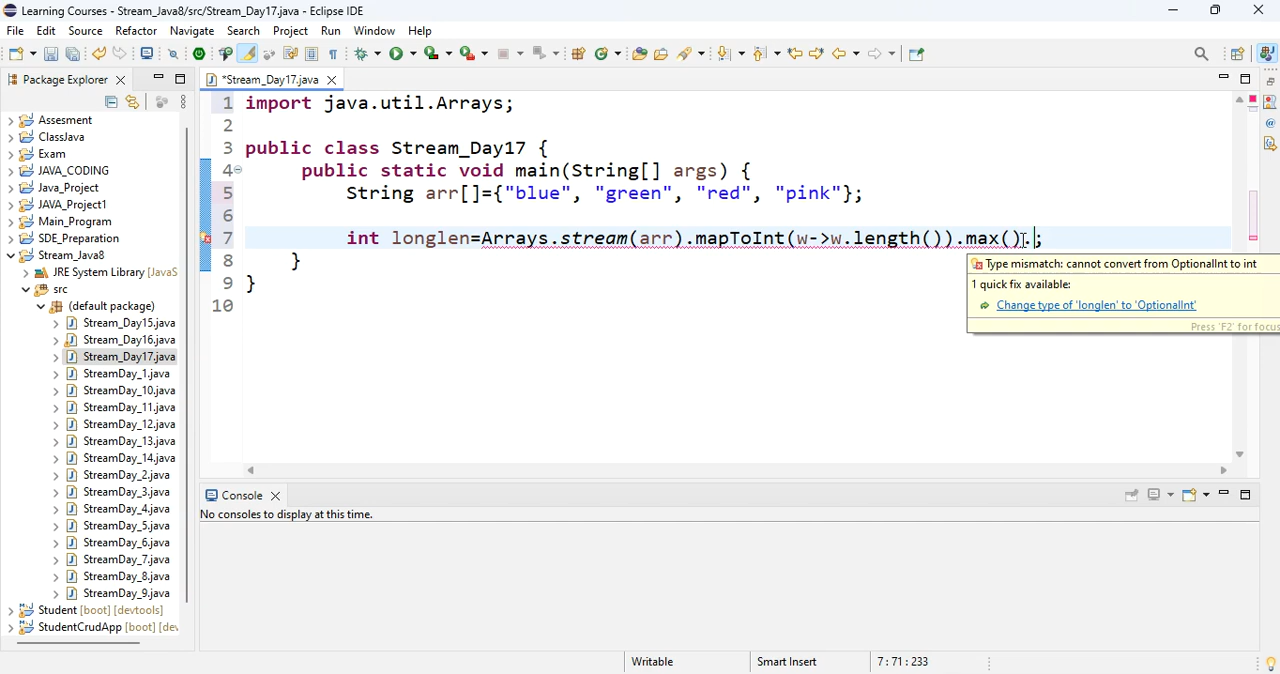 Learning Courses - Stream_Java8/src/Stream_Day17.java - Eclipse IDE
File Edit Source Refactor Navigate Search Project Run Window Help
Package Explorer
*Stream_Day17.java
Assesment
ClassJava
Exam
JAVA_CODING
Java_Project
JAVA_Project1
Main_Program
SDE_Preparation
Stream_Java8
JRE System Library [JavaS
src
(default package)
Stream_Day15.java
Stream_Day16.java
Stream_Day17.java
StreamDay_1.java
StreamDay_10.java
StreamDay_11.java
StreamDay_12.java
StreamDay_13.java
StreamDay_14.java
StreamDay_2.java
StreamDay_3.java
StreamDay_4.java
StreamDay_5.java
StreamDay_6.java
StreamDay_7.java
StreamDay_8.java
StreamDay_9.java
Student [boot] [devtools]
StudentCrudApp [boot] [dev
1 import java.util.Arrays;
2
3 public class Stream_Day17 {
4 public static void main(String[] args) {
5 String arr[]={"blue", "green", "red", "pink"};
6
7 int longlen=Arrays.stream(arr).mapToInt(w->w.length()).max().;
8 }
9 }
10
Type mismatch: cannot convert from OptionalInt to int
1 quick fix available:
Change type of 'longlen' to 'OptionalInt'
Press 'F2' for focus
Console
No consoles to display at this time.
Writable Smart Insert 7 : 71 : 233